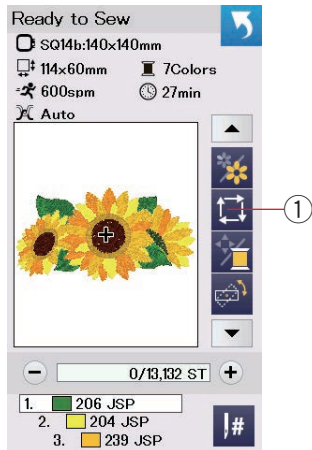 Ready to Sew
SQ14b:140×140mm
114×60mm 7Colors
600spm 27min
Auto
1
0/13,132 ST
1. 206 JSP
2. 204 JSP
3. 239 JSP
#